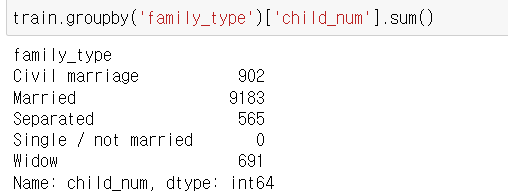 train.groupby('family_type')['child_num'].sum()
family_type
Civil marriage 902
Married 9183
Separated 565
Single / not married 0
Widow 691
Name: child_num, dtype: int64